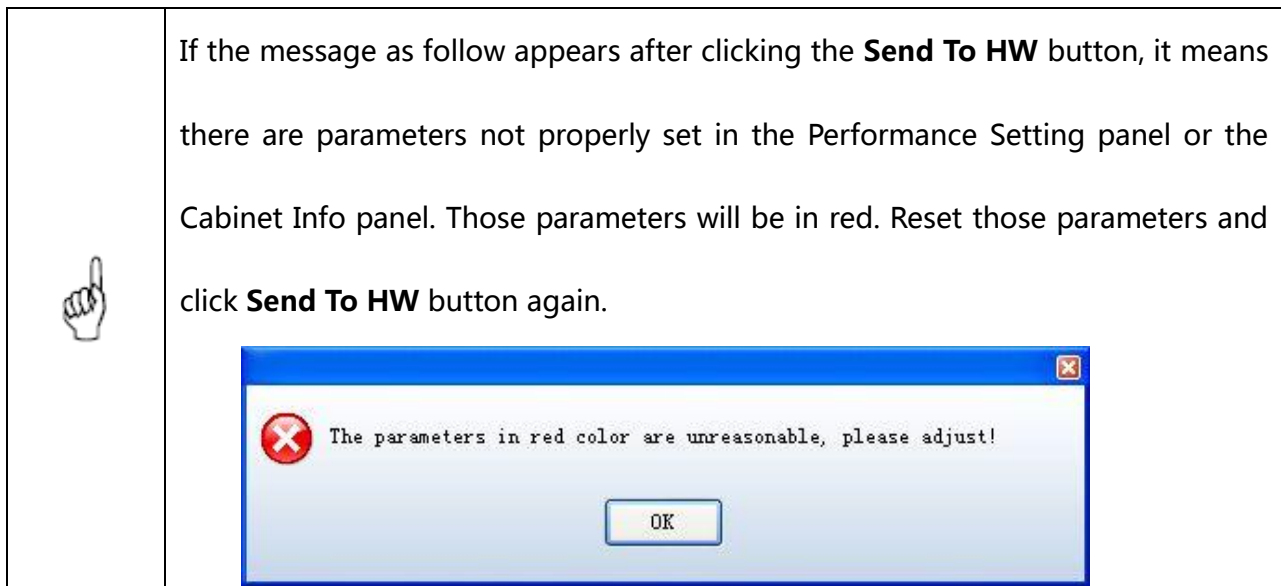 If the message as follow appears after clicking the Send To HW button, it means
there are parameters not properly set in the Performance Setting panel or the
Cabinet Info panel. Those parameters will be in red. Reset those parameters and
click Send To HW button again.
The parameters in red color are unreasonable, please adjust!
OK